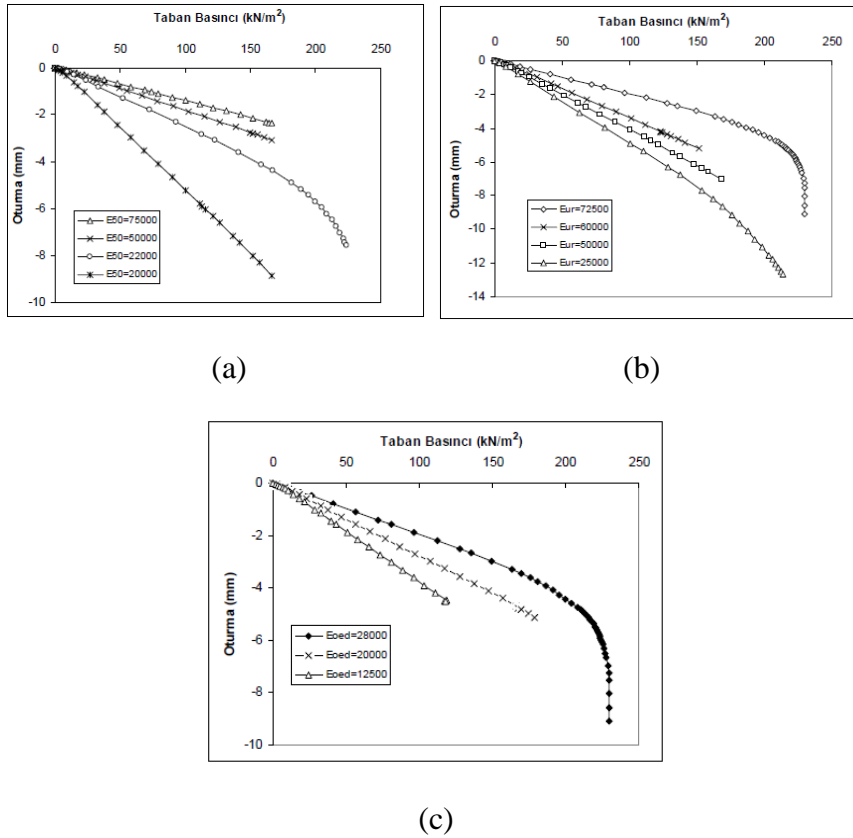 Taban Basıncı (kN/m²)
0 50 100 150 200 250
0
-2
-4
-6
-8
-10
Oturma (mm)
E50=75000
E50=50000
E50=22000
E50=20000
(a)
Taban Basıncı (kN/m²)
0 50 100 150 200 250
0
-2
-4
-6
-8
-10
-12
-14
Oturma (mm)
Eur=72500
Eur=60000
Eur=50000
Eur=25000
(b)
Taban Basıncı (kN/m²)
0 50 100 150 200 250
0
-2
-4
-6
-8
-10
Oturma (mm)
Eoed=28000
Eoed=20000
Eoed=12500
(c)